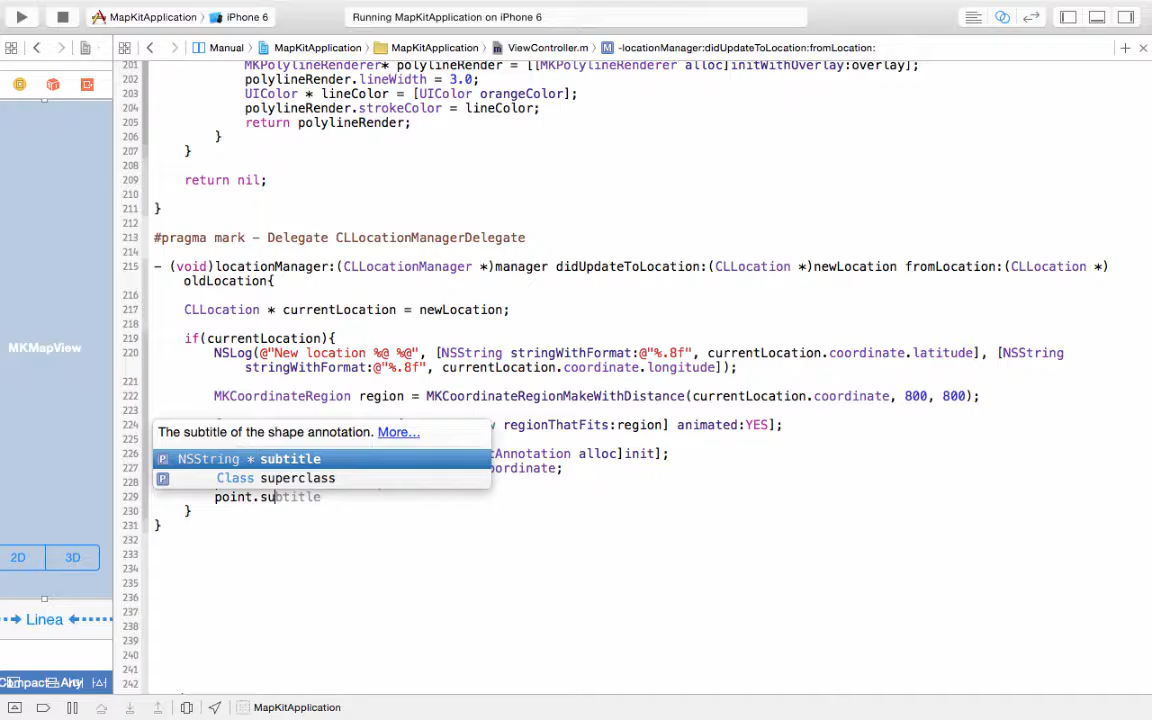 MapKitApplication
iPhone 6
Running MapKitApplication on iPhone 6
Manual
MapKitApplication
MapKitApplication
ViewController.m
-locationManager:didUpdateToLocation:fromLocation:
201 MKPolylineRenderer* polylineRender = [[MKPolylineRenderer alloc]initWithOverlay:overlay];
202 polylineRender.lineWidth = 3.0;
203 UIColor * lineColor = [UIColor orangeColor];
204 polylineRender.strokeColor = lineColor;
205 return polylineRender;
206 }
207 }
208
209 return nil;
210
211 }
212
213 #pragma mark - Delegate CLLocationManagerDelegate
214
215 - (void)locationManager:(CLLocationManager *)manager didUpdateToLocation:(CLLocation *)newLocation fromLocation:(CLLocation *)
oldLocation{
216
217 CLLocation * currentLocation = newLocation;
218
219 if(currentLocation){
220 NSLog(@"New location %@ %@", [NSString stringWithFormat:@"%.8f", currentLocation.coordinate.latitude], [NSString
stringWithFormat:@"%.8f", currentLocation.coordinate.longitude]);
221
222 MKCoordinateRegion region = MKCoordinateRegionMakeWithDistance(currentLocation.coordinate, 800, 800);
223
224 regionThatFits:region] animated:YES];
226 alloc]init];
227
The subtitle of the shape annotation. More...
NSString * subtitle
Class superclass
229 point.subtitle
230 }
231 }
232
233
234
235
236
237
238
239
240
241
242
MKMapView
2D
3D
Linea
MapKitApplication